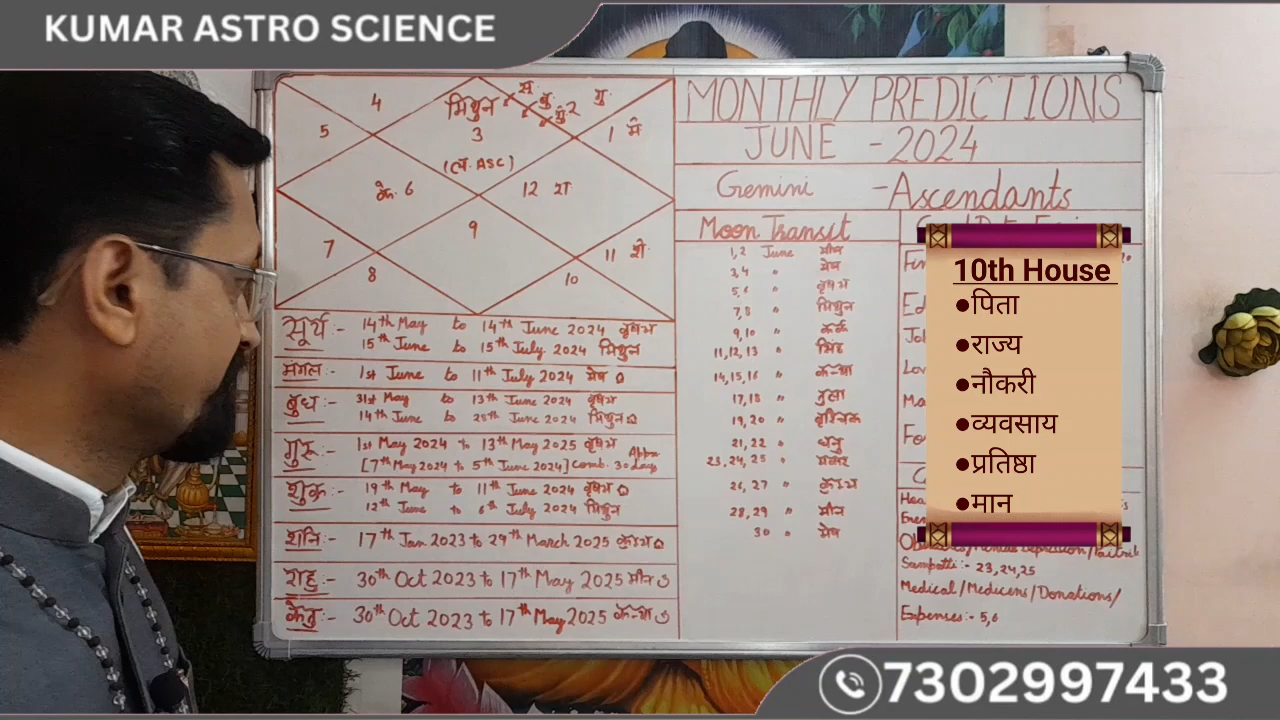 KUMAR ASTRO SCIENCE
4
मिथुन
3
(ल. ASC)
सू.
बु.
शु. 2
गु.
1 मं.
5
के. 6
12 रा.
9
7
8
10
11 श.
सूर्य :- 14th May to 14th June 2024 वृषभ
15th June to 15th July 2024 मिथुन
मंगल :- 1st June to 11th July 2024 मेष
बुध :- 31st May to 13th June 2024 वृषभ
14th June to 28th June 2024 मिथुन
गुरू :- 1st May 2024 to 13th May 2025 वृषभ
[7th May 2024 to 5th June 2024] Comb. 30 days
शुक्र :- 19th May to 11th June 2024 वृषभ
12th June to 6th July 2024 मिथुन
शनि :- 17th Jan 2023 to 29th March 2025 कुम्भ
राहु :- 30th Oct 2023 to 17th May 2025 मीन
केतु :- 30th Oct 2023 to 17th May 2025 कन्या
MONTHLY PREDICTIONS
JUNE - 2024
Gemini - Ascendants
Moon Transit
1,2 June मीन
3,4 " मेष
5,6 " वृषभ
7,8 " मिथुन
9,10 " कर्क
11,12,13 " सिंह
14,15,16 " कन्या
17,18 " तुला
19,20 " वृश्चिक
21,22 " धनु
23,24,25 " मकर
26,27 " कुम्भ
28,29 " मीन
30 " मेष
10th House
●पिता
●राज्य
●नौकरी
●व्यवसाय
●प्रतिष्ठा
●मान
Sampatti :- 23,24,25
Medical/Medicens/Donations/
Expenses :- 5,6
7302997433